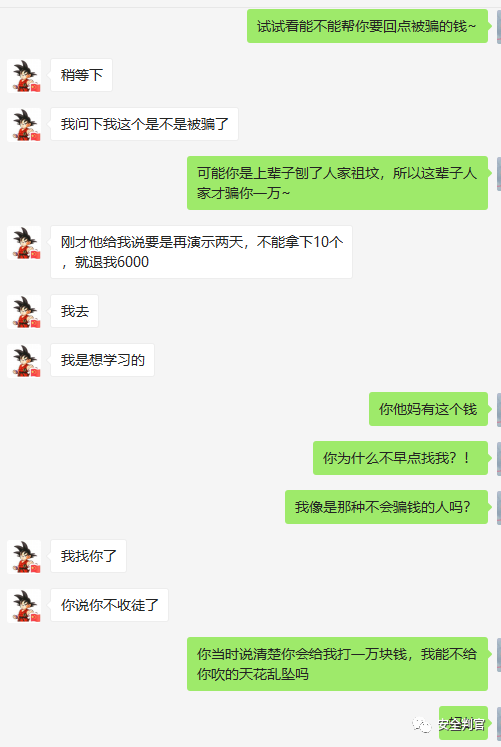 试试看能不能帮你要回点被骗的钱~
稍等下
我问下我这个是不是被骗了
可能你是上辈子刨了人家祖坟，所以这辈子人
家才骗你一万~
刚才他给我说要是再演示两天，不能拿下10个
，就退我6000
我去
我是想学习的
你他妈有这个钱
你为什么不早点找我？！
我像是那种不会骗钱的人吗？
我找你了
你说你不收徒了
你当时说清楚你会给我打一万块钱，我能不给
你吹的天花乱坠吗
安全判官